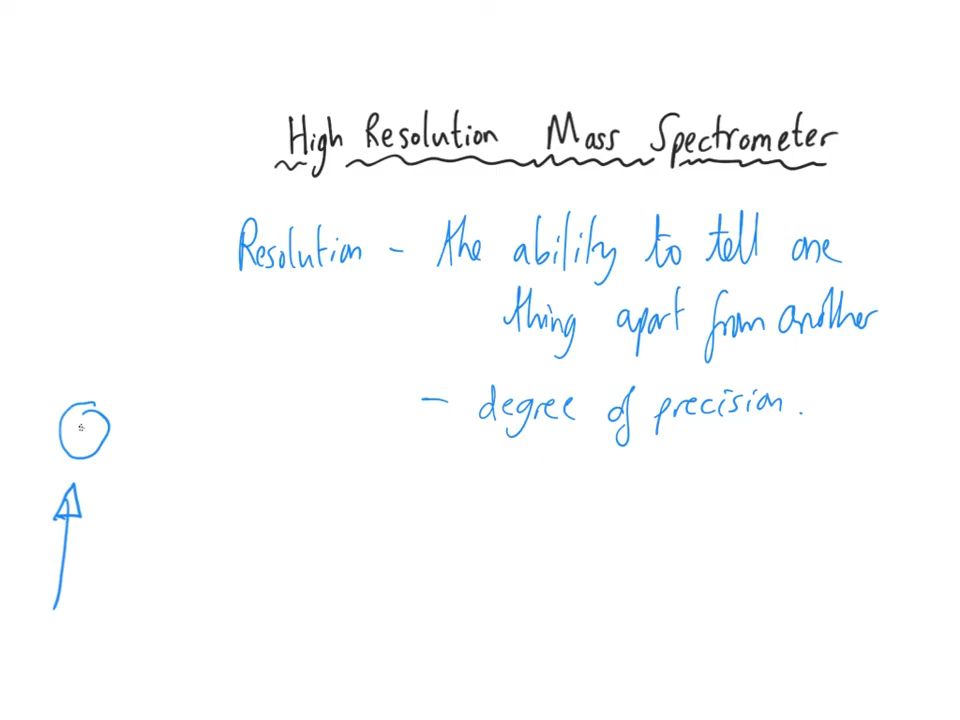 High Resolution Mass Spectrometer
Resolution - the ability to tell one
thing apart from another
- degree of precision.